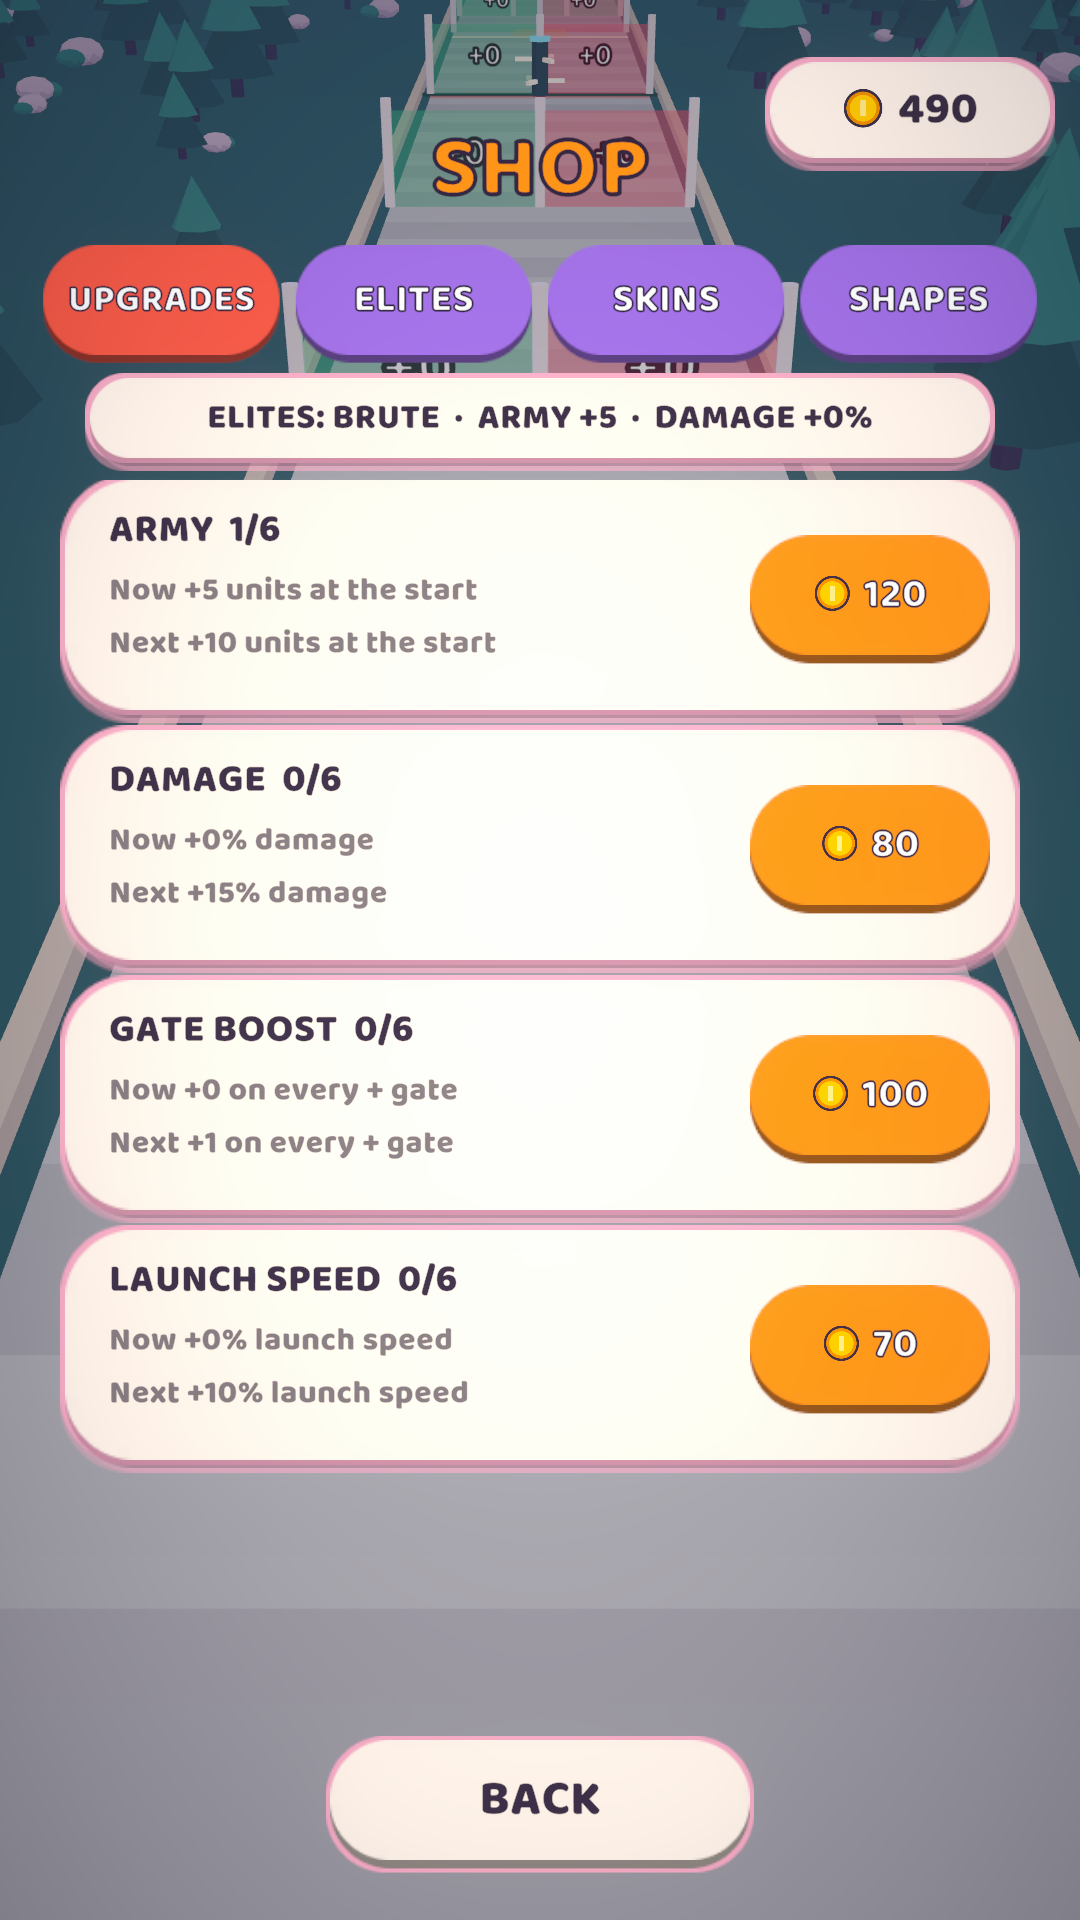 +0 +0
+0 +0
490
SHOP
UPGRADES ELITES SKINS SHAPES
ELITES: BRUTE · ARMY +5 · DAMAGE +0%
ARMY 1/6
Now +5 units at the start
Next +10 units at the start
120
DAMAGE 0/6
Now +0% damage
Next +15% damage
80
GATE BOOST 0/6
Now +0 on every + gate
Next +1 on every + gate
100
LAUNCH SPEED 0/6
Now +0% launch speed
Next +10% launch speed
70
BACK